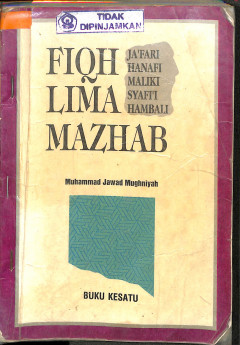 TIDAK
DIPINJAMKAN
FIQH
LIMA
MAZHAB
JA'FARI
HANAFI
MALIKI
SYAFI'I
HAMBALI
Muhammad Jawad Mughniyah
BUKU KESATU